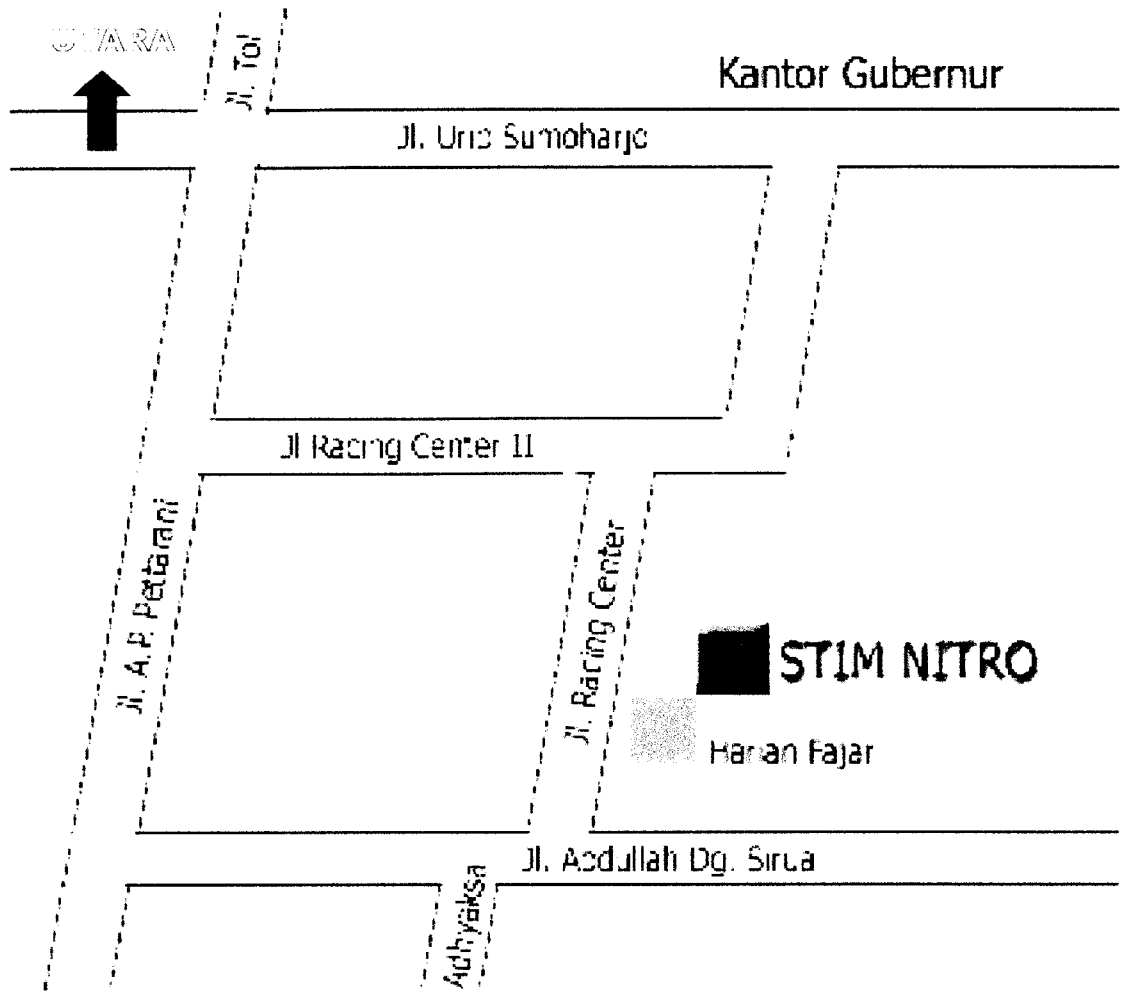 UTARA
Jl. Tol
Kantor Gubernur
Jl. Urip Sumoharjo
Jl Racing Center II
Jl. A.P. Pettarani
Jl. Racing Center
STIM NITRO
Harian Fajar
Jl. Abdullah Dg. Sirua
Adhyaksa